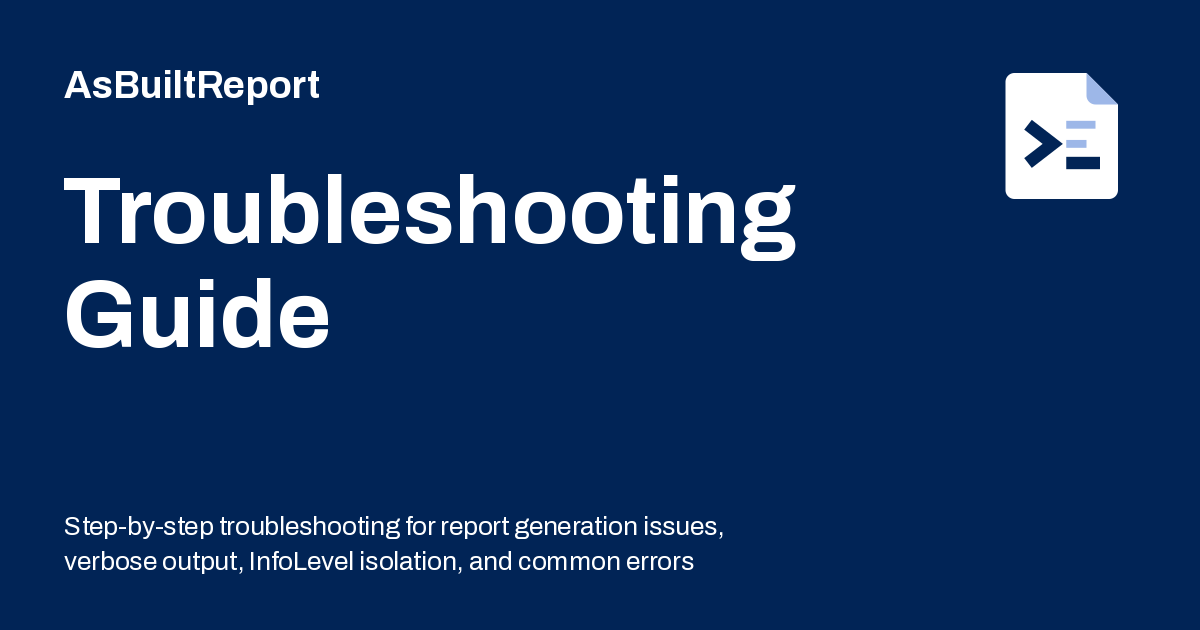 AsBuiltReport
Troubleshooting
Guide
Step-by-step troubleshooting for report generation issues,
verbose output, InfoLevel isolation, and common errors